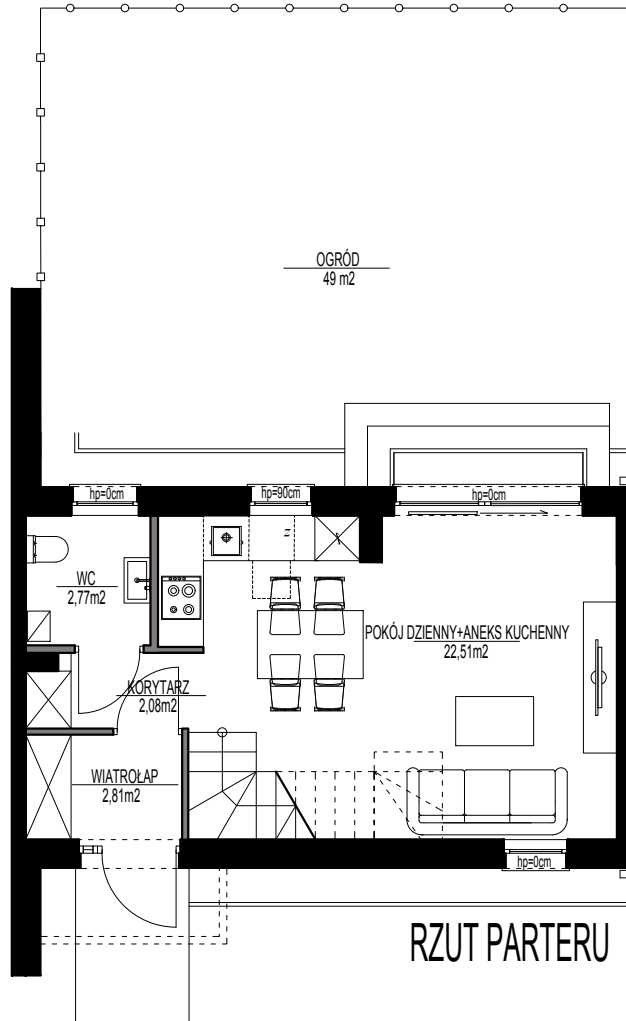 OGRÓD
49 m2
hp=0cm
hp=90cm
hp=0cm
z
WC
2,77m2
POKÓJ DZIENNY+ANEKS KUCHENNY
22,51m2
KORYTARZ
2,08m2
WIATROŁAP
2,81m2
hp=0cm
RZUT PARTERU